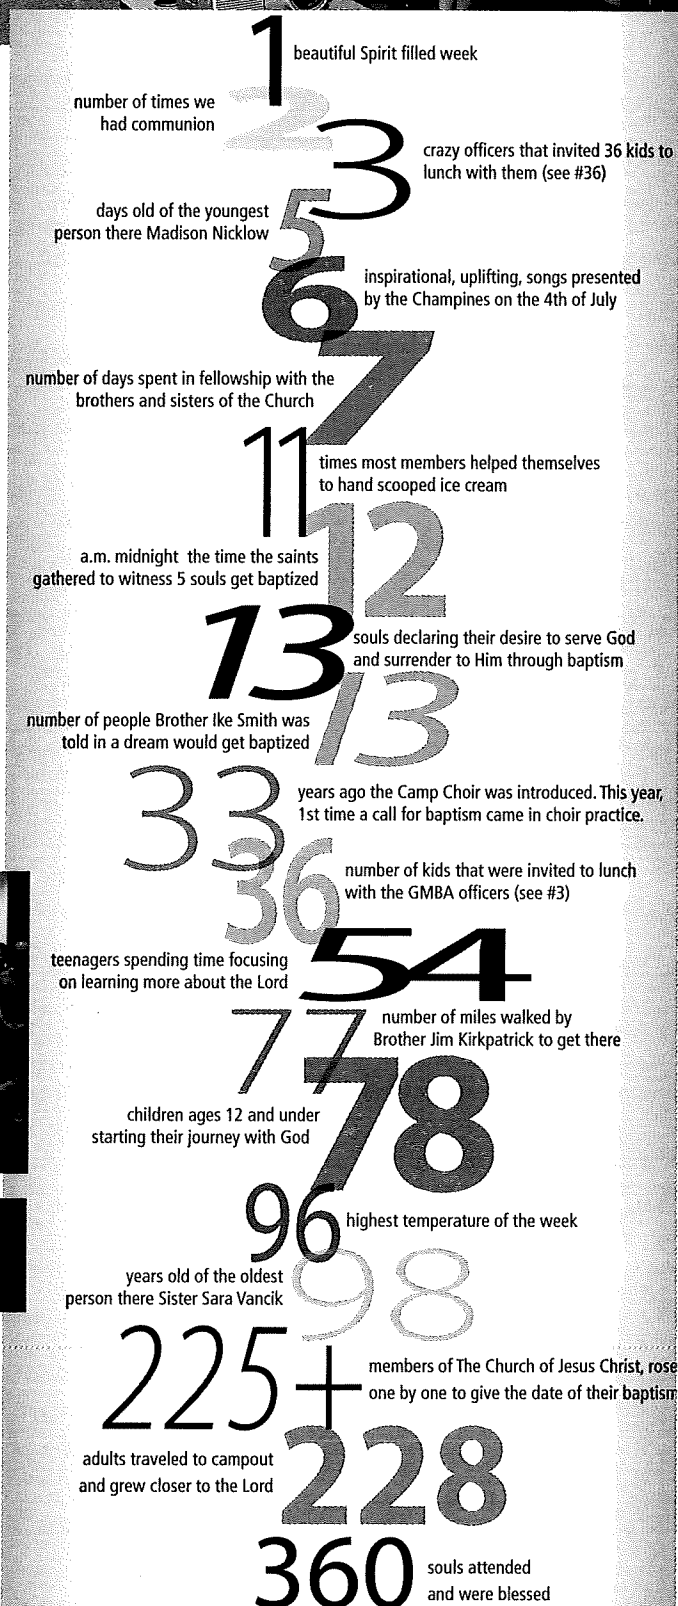 1
beautiful Spirit filled week
number of times we
had communion
2
3
crazy officers that invited 36 kids to
lunch with them (see #36)
days old of the youngest
person there Madison Nicklow
5
6
inspirational, uplifting, songs presented
by the Champines on the 4th of July
7
number of days spent in fellowship with the
brothers and sisters of the Church
11
times most members helped themselves
to hand scooped ice cream
12
a.m. midnight the time the saints
gathered to witness 5 souls get baptized
13
souls declaring their desire to serve God
and surrender to Him through baptism
13
number of people Brother Ike Smith was
told in a dream would get baptized
33
years ago the Camp Choir was introduced. This year,
1st time a call for baptism came in choir practice.
36
number of kids that were invited to lunch
with the GMBA officers (see #3)
54
teenagers spending time focusing
on learning more about the Lord
77
number of miles walked by
Brother Jim Kirkpatrick to get there
78
children ages 12 and under
starting their journey with God
96
highest temperature of the week
98
years old of the oldest
person there Sister Sara Vancik
225+
members of The Church of Jesus Christ, rose
one by one to give the date of their baptism
228
adults traveled to campout
and grew closer to the Lord
360
souls attended
and were blessed